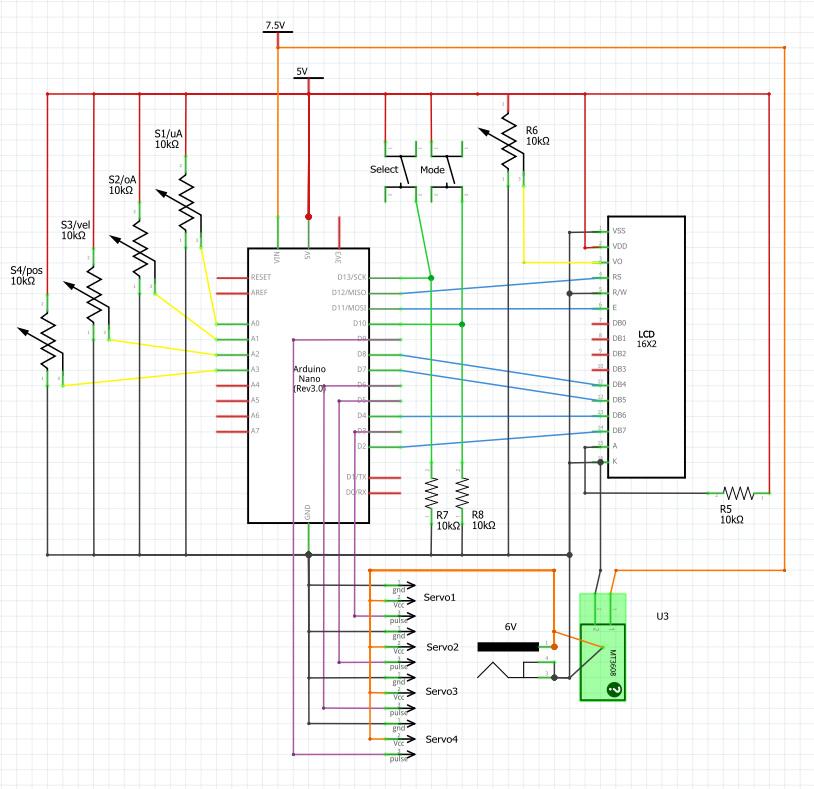 7.5V
5V
S1/uA
10kΩ
S2/oA
10kΩ
S3/vel
10kΩ
S4/pos
10kΩ
Select
Mode
R6
10kΩ
VIN
5V
3V3
RESET
AREF
A0
A1
A2
A3
A4
A5
A6
A7
Arduino
Nano
(Rev3.0)
D13/SCK
D12/MISO
D11/MOSI
D10
D9
D8
D7
D6
D5
D4
D3
D2
D1/TX
D0/RX
GND
VSS
VDD
VO
RS
R/W
E
DB0
DB1
DB2
DB3
DB4
DB5
DB6
DB7
A
K
LCD
16X2
R5
10kΩ
R7
10kΩ
R8
10kΩ
gnd
Vcc
pulse
Servo1
gnd
Vcc
pulse
Servo2
gnd
Vcc
pulse
Servo3
gnd
Vcc
pulse
Servo4
6V
U3
MT3608
?